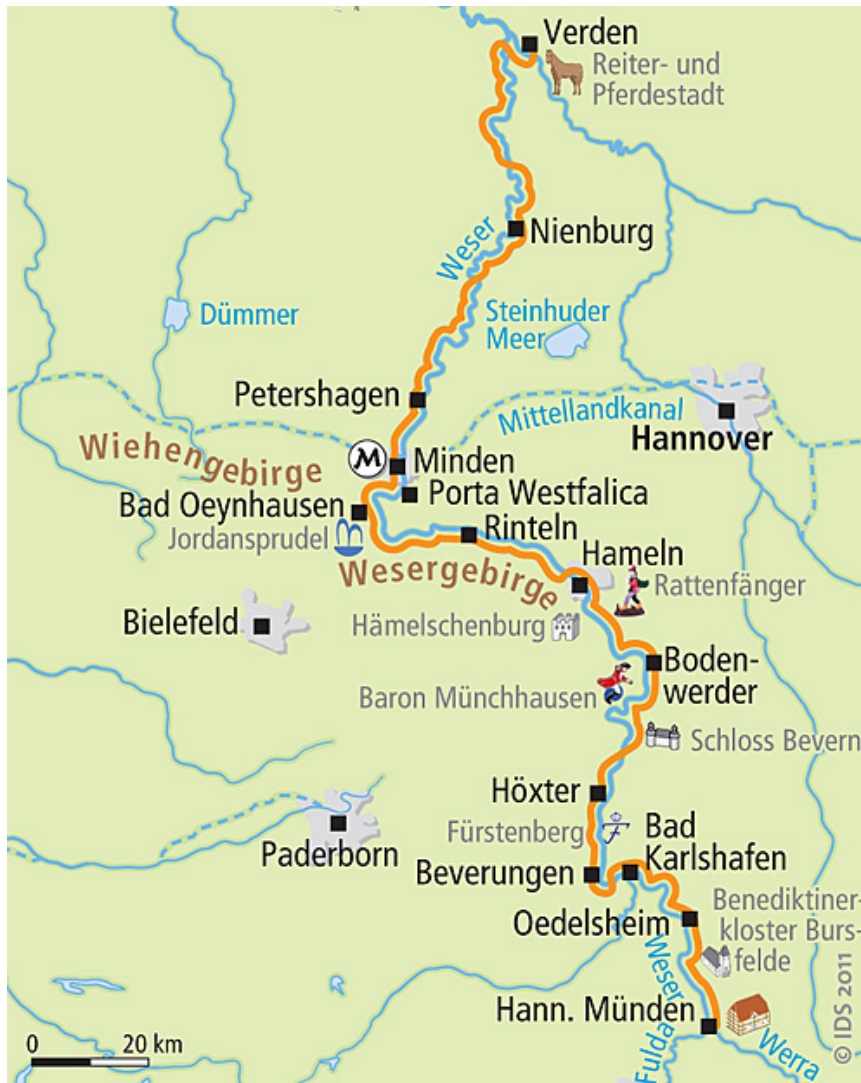 Verden
Reiter- und
Pferdestadt
Nienburg
Weser
Dümmer
Steinhuder
Meer
Petershagen
Mittellandkanal
Hannover
Wiehengebirge
M
Minden
Bad Oeynhausen
Porta Westfalica
Jordansprudel
Rinteln
Wesergebirge
Hameln
Rattenfänger
Bielefeld
Hämelschenburg
Boden-
werder
Baron Münchhausen
Schloss Bevern
Höxter
Fürstenberg
F
Bad
Karlshafen
Paderborn
Beverungen
Oedelsheim
Benediktiner-
kloster Burs-
felde
Weser
Hann. Münden
Fulda
Werra
0 20 km
© IDS 2011